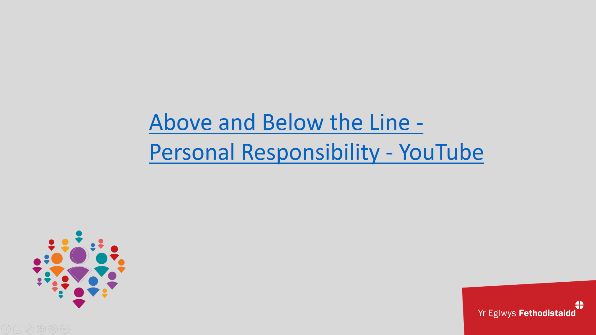 Above and Below the Line -
Personal Responsibility - YouTube
Yr Eglwys Fethodistaidd